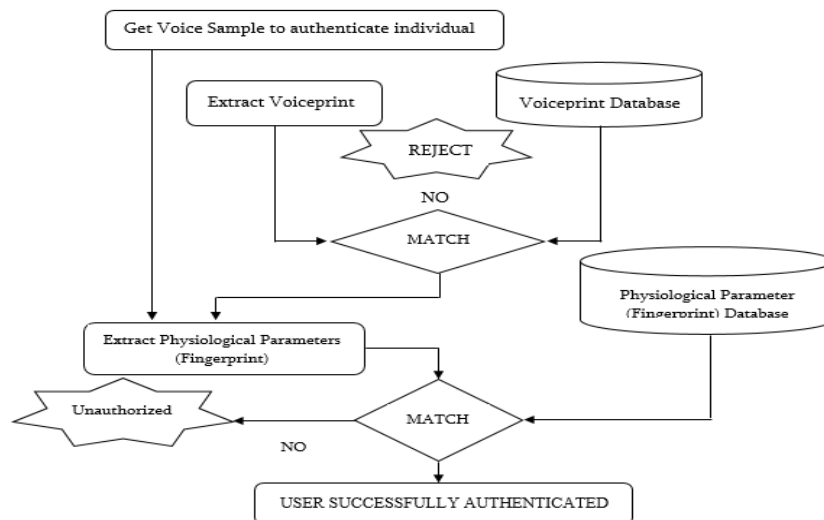 Get Voice Sample to authenticate individual
Extract Voiceprint
Voiceprint Database
REJECT
NO
MATCH
Physiological Parameter
(Fingerprint) Database
Extract Physiological Parameters
(Fingerprint)
Unauthorized
MATCH
NO
USER SUCCESSFULLY AUTHENTICATED